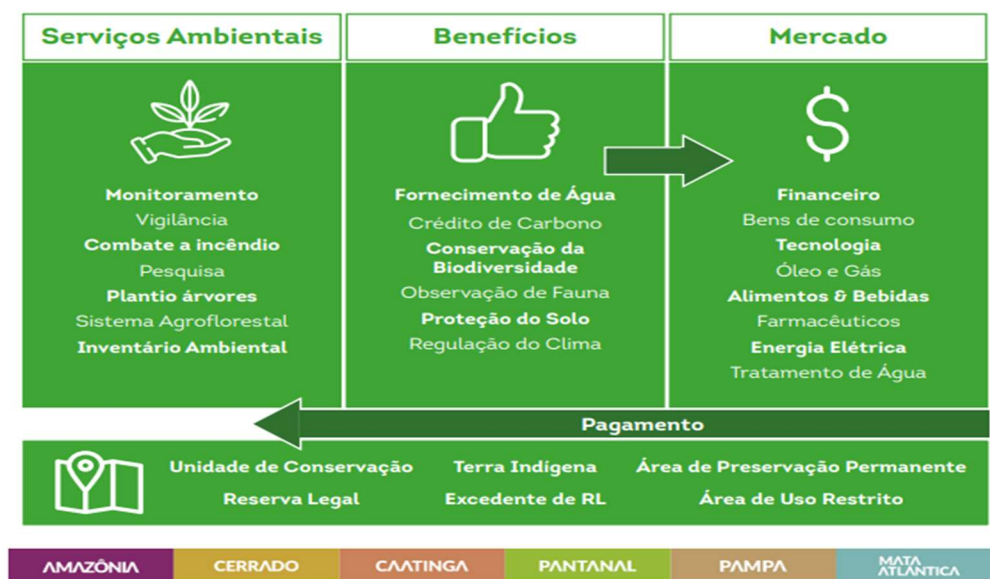 Serviços Ambientais
Benefícios
Mercado
Monitoramento
Vigilância
Combate a incêndio
Pesquisa
Plantio árvores
Sistema Agroflorestal
Inventário Ambiental
Fornecimento de Água
Crédito de Carbono
Conservação da
Biodiversidade
Observação de Fauna
Proteção do Solo
Regulação do Clima
$
Financeiro
Bens de consumo
Tecnologia
Óleo e Gás
Alimentos & Bebidas
Farmacêuticos
Energia Elétrica
Tratamento de Água
Pagamento
Unidade de Conservação Terra Indígena Área de Preservação Permanente
Reserva Legal Excedente de RL Área de Uso Restrito
AMAZÔNIA CERRADO CAATINGA PANTANAL PAMPA MATA
ATLÂNTICA